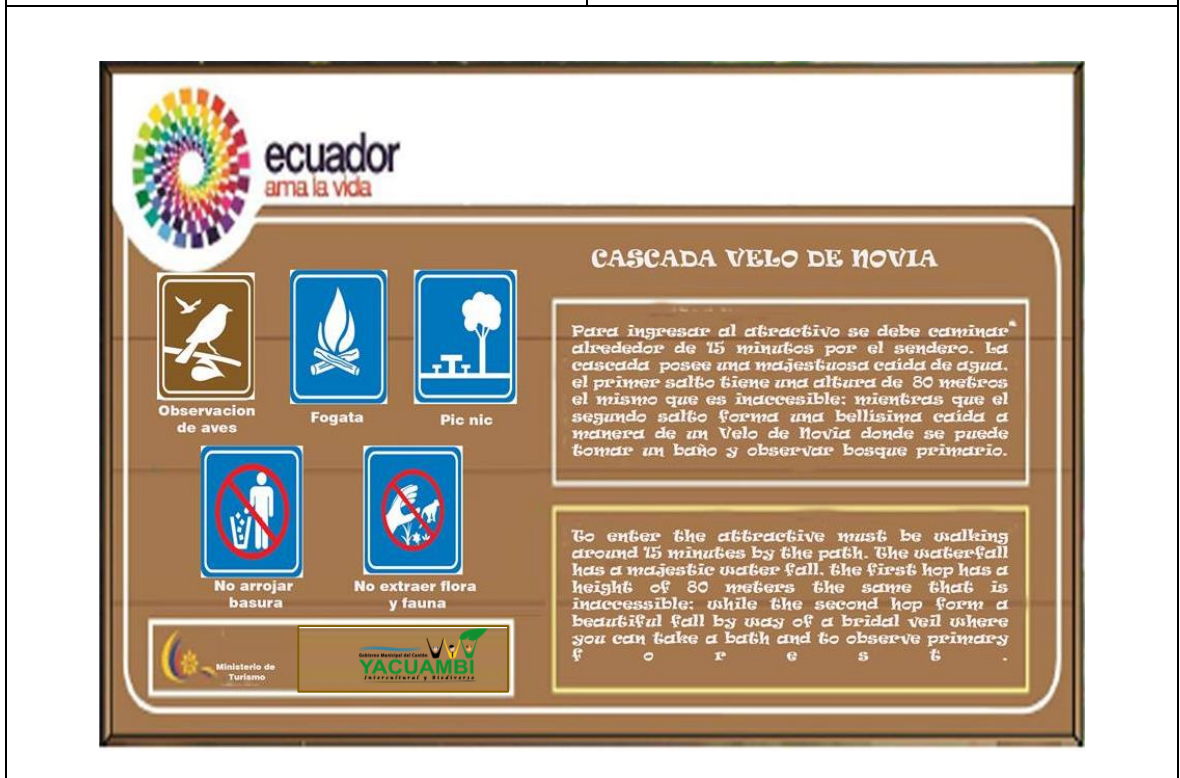 ecuador
ama la vida
CASCADA VELO DE NOVIA
Observacion
de aves
Fogata
Pic nic
No arrojar
basura
No extraer flora
y fauna
Para ingresar al atractivo se debe caminar
alrededor de 15 minutos por el sendero. La
cascada posee una majestuosa caída de agua,
el primer salto tiene una altura de 80 metros
el mismo que es inaccesible; mientras que el
segundo salto forma una bellísima caída a
manera de un Velo de Novia donde se puede
tomar un baño y observar bosque primario.
To enter the attractive must be walking
around 15 minutes by the path. The waterfall
has a majestic water fall, the first hop has a
height of 80 meters the same that is
inaccessible; while the second hop form a
beautiful fall by way of a bridal veil where
you can take a bath and to observe primary
forest.
Ministerio de
Turismo
Gobierno Municipal del Cantón
YACUAMBI
Intercultural y Biodiverso